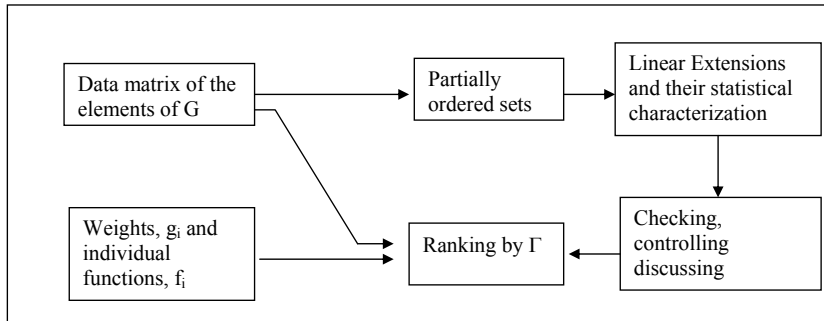 Data matrix of the
elements of G
Partially
ordered sets
Linear Extensions
and their statistical
characterization
Weights, gᵢ and
individual
functions, fᵢ
Ranking by Γ
Checking,
controlling
discussing